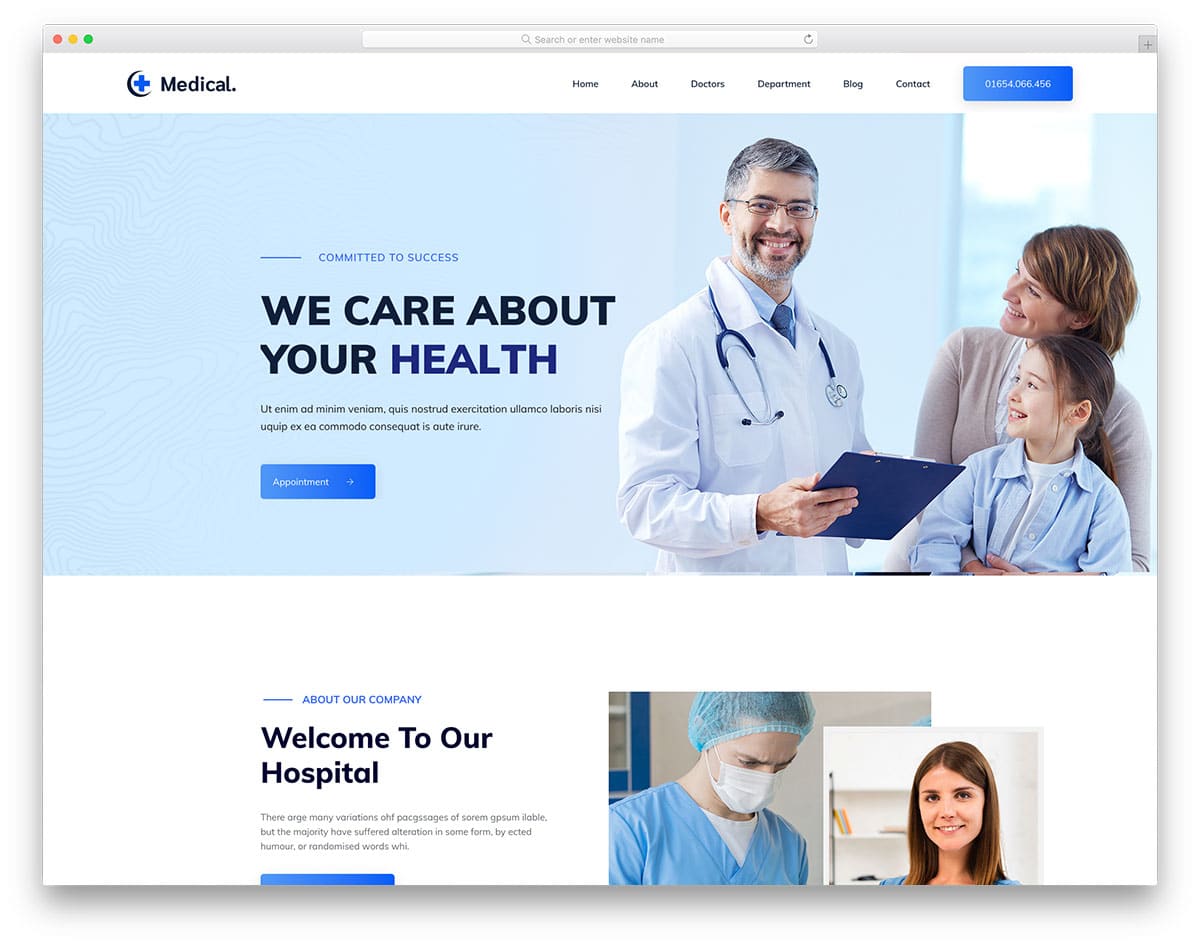 Search or enter website name
Medical.
Home About Doctors Department Blog Contact 01654.066.456
COMMITTED TO SUCCESS
WE CARE ABOUT
YOUR HEALTH
Ut enim ad minim veniam, quis nostrud exercitation ullamco laboris nisi
uquip ex ea commodo consequat is aute irure.
Appointment
ABOUT OUR COMPANY
Welcome To Our
Hospital
There arge many variations ohf pacgssages of sorem gpsum ilable,
but the majority have suffered alteration in some form, by ected
humour, or randomised words whi.